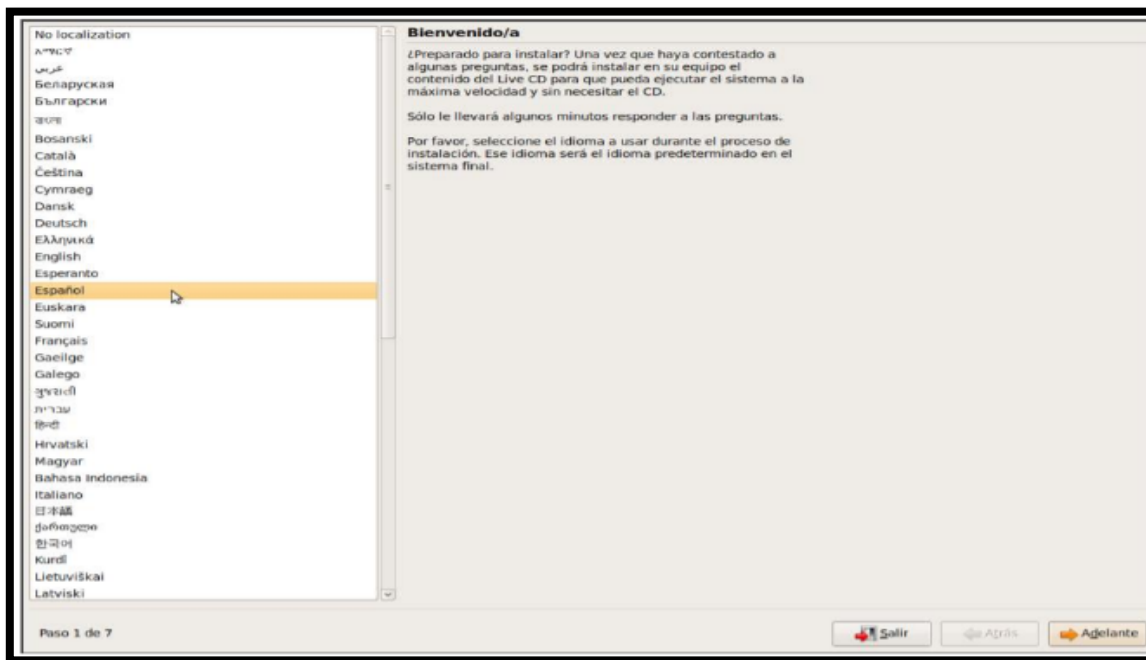 No localization
አማርኛ
عربي
Беларуская
Български
বাংলা
Bosanski
Català
Čeština
Cymraeg
Dansk
Deutsch
Ελληνικά
English
Esperanto
Español
Euskara
Suomi
Français
Gaeilge
Galego
ગુજરાતી
עברית
हिन्दी
Hrvatski
Magyar
Bahasa Indonesia
Italiano
日本語
ქართული
한국어
Kurdî
Lietuviškai
Latviski
Bienvenido/a
¿Preparado para instalar? Una vez que haya contestado a
algunas preguntas, se podrá instalar en su equipo el
contenido del Live CD para que pueda ejecutar el sistema a la
máxima velocidad y sin necesitar el CD.
Sólo le llevará algunos minutos responder a las preguntas.
Por favor, seleccione el idioma a usar durante el proceso de
instalación. Ese idioma será el idioma predeterminado en el
sistema final.
Paso 1 de 7
Salir
Atrás
Adelante